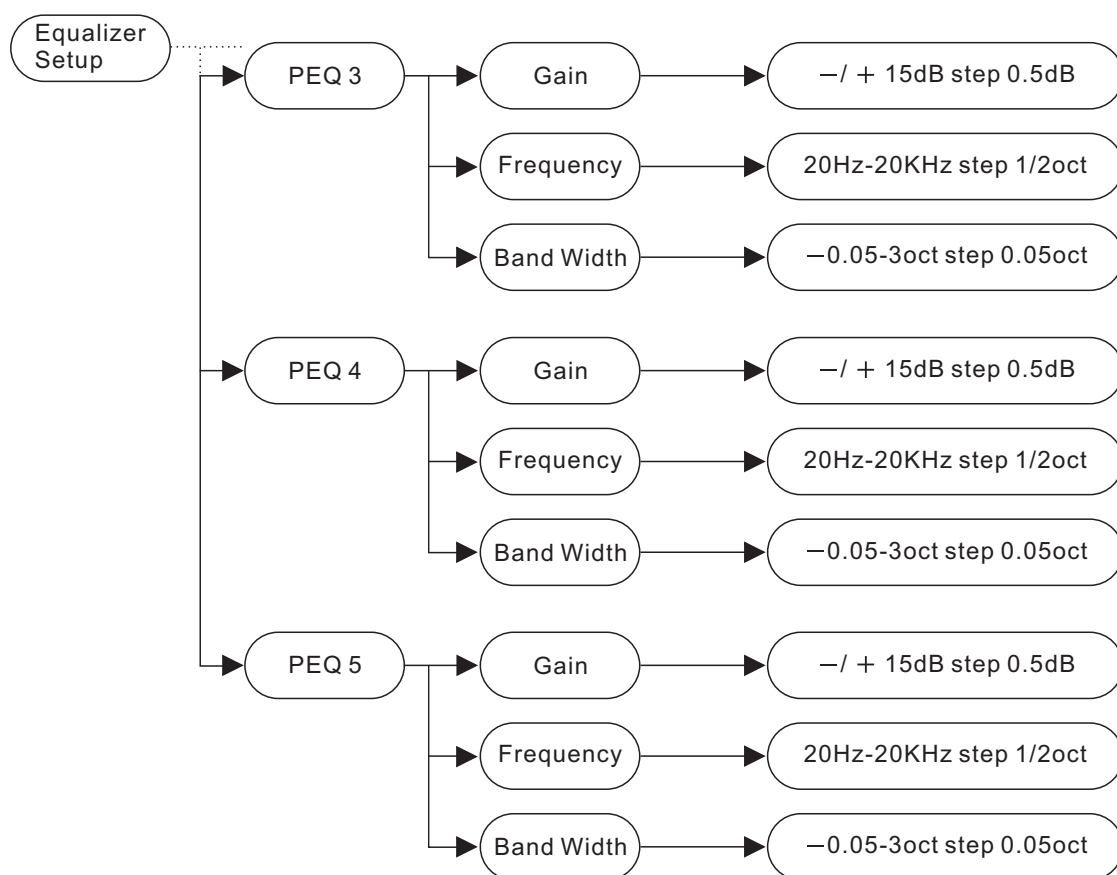 Equalizer
Setup
PEQ 3
Gain
−/ + 15dB step 0.5dB
Frequency
20Hz-20KHz step 1/2oct
Band Width
−0.05-3oct step 0.05oct
PEQ 4
Gain
−/ + 15dB step 0.5dB
Frequency
20Hz-20KHz step 1/2oct
Band Width
−0.05-3oct step 0.05oct
PEQ 5
Gain
−/ + 15dB step 0.5dB
Frequency
20Hz-20KHz step 1/2oct
Band Width
−0.05-3oct step 0.05oct